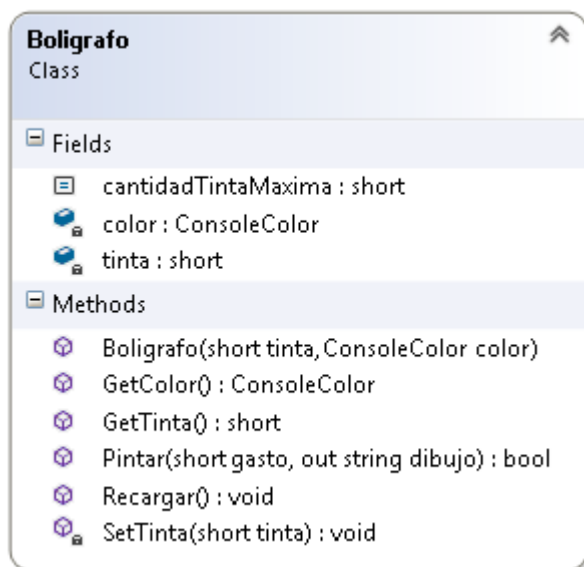 Boligrafo
Class
Fields
cantidadTintaMaxima : short
color : ConsoleColor
tinta : short
Methods
Boligrafo(short tinta,ConsoleColor color)
GetColor() : ConsoleColor
GetTinta() : short
Pintar(short gasto, out string dibujo) : bool
Recargar() : void
SetTinta(short tinta) : void